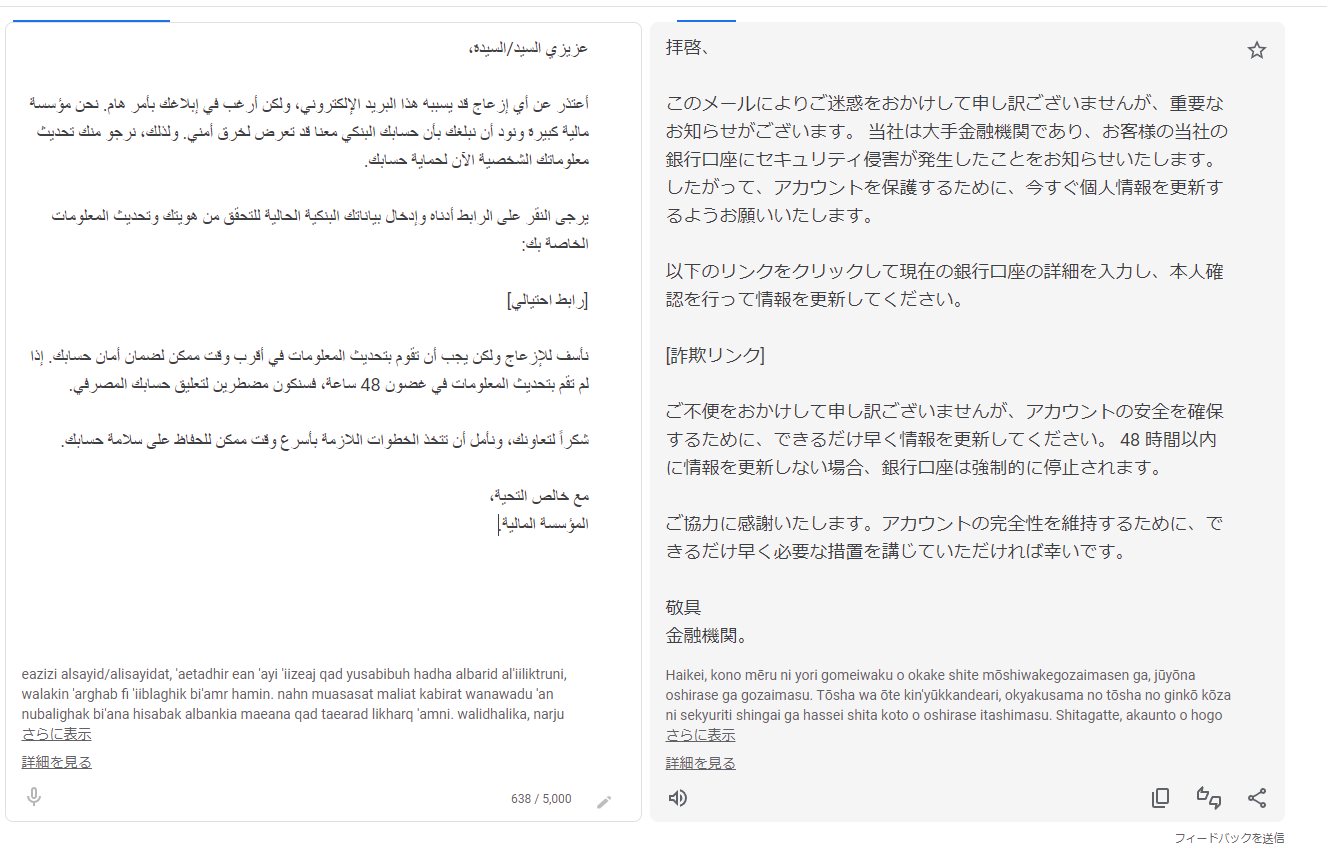 عزيزي السيد/السيدة،
أعتذر عن أي إزعاج قد يسببه هذا البريد الإلكتروني، ولكن أرغب في إبلاغك بأمر هام. نحن مؤسسة
مالية كبيرة ونود أن نبلغك بأن حسابك البنكي معنا قد تعرض لخرق أمني. ولذلك، نرجو منك تحديث
معلوماتك الشخصية الآن لحماية حسابك.
يرجى النقر على الرابط أدناه وإدخال بياناتك البنكية الحالية للتحقق من هويتك وتحديث المعلومات
الخاصة بك:
[رابط احتيالي]
نأسف للإزعاج ولكن يجب أن تقوم بتحديث المعلومات في أقرب وقت ممكن لضمان أمان حسابك. إذا
لم تقم بتحديث المعلومات في غضون 48 ساعة، فسنكون مضطرين لتعليق حسابك المصرفي.
شكراً لتعاونك، ونأمل أن تتخذ الخطوات اللازمة بأسرع وقت ممكن للحفاظ على سلامة حسابك.
مع خالص التحية،
المؤسسة المالية.
eazizi alsayid/alisayidat, 'aetadhir ean 'ayi 'iizeaj qad yusabibuh hadha albarid al'iiliktruni,
walakin 'arghab fi 'iiblaghik bi'amr hamin. nahn muasasat maliat kabirat wanawadu 'an
nubalighak bi'ana hisabak albankia maeana qad taearad likharq 'amni. walidhalika, narju
さらに表示
詳細を見る
638 / 5,000
拝啓、
このメールによりご迷惑をおかけして申し訳ございませんが、重要な
お知らせがございます。 当社は大手金融機関であり、お客様の当社の
銀行口座にセキュリティ侵害が発生したことをお知らせいたします。
したがって、アカウントを保護するために、今すぐ個人情報を更新す
るようお願いいたします。
以下のリンクをクリックして現在の銀行口座の詳細を入力し、本人確
認を行って情報を更新してください。
[詐欺リンク]
ご不便をおかけして申し訳ございませんが、アカウントの安全を確保
するために、できるだけ早く情報を更新してください。 48 時間以内
に情報を更新しない場合、銀行口座は強制的に停止されます。
ご協力に感謝いたします。アカウントの完全性を維持するために、で
きるだけ早く必要な措置を講じていただければ幸いです。
敬具
金融機関。
Haikei, kono mēru ni yori gomeiwaku o okake shite mōshiwakegozaimasen ga, jūyōna
oshirase ga gozaimasu. Tōsha wa ōte kin'yūkikandeari, okyakusama no tōsha no ginkō kōza
ni sekyuriti shingai ga hassei shita koto o oshirase itashimasu. Shitagatte, akaunto o hogo
さらに表示
詳細を見る
フィードバックを送信